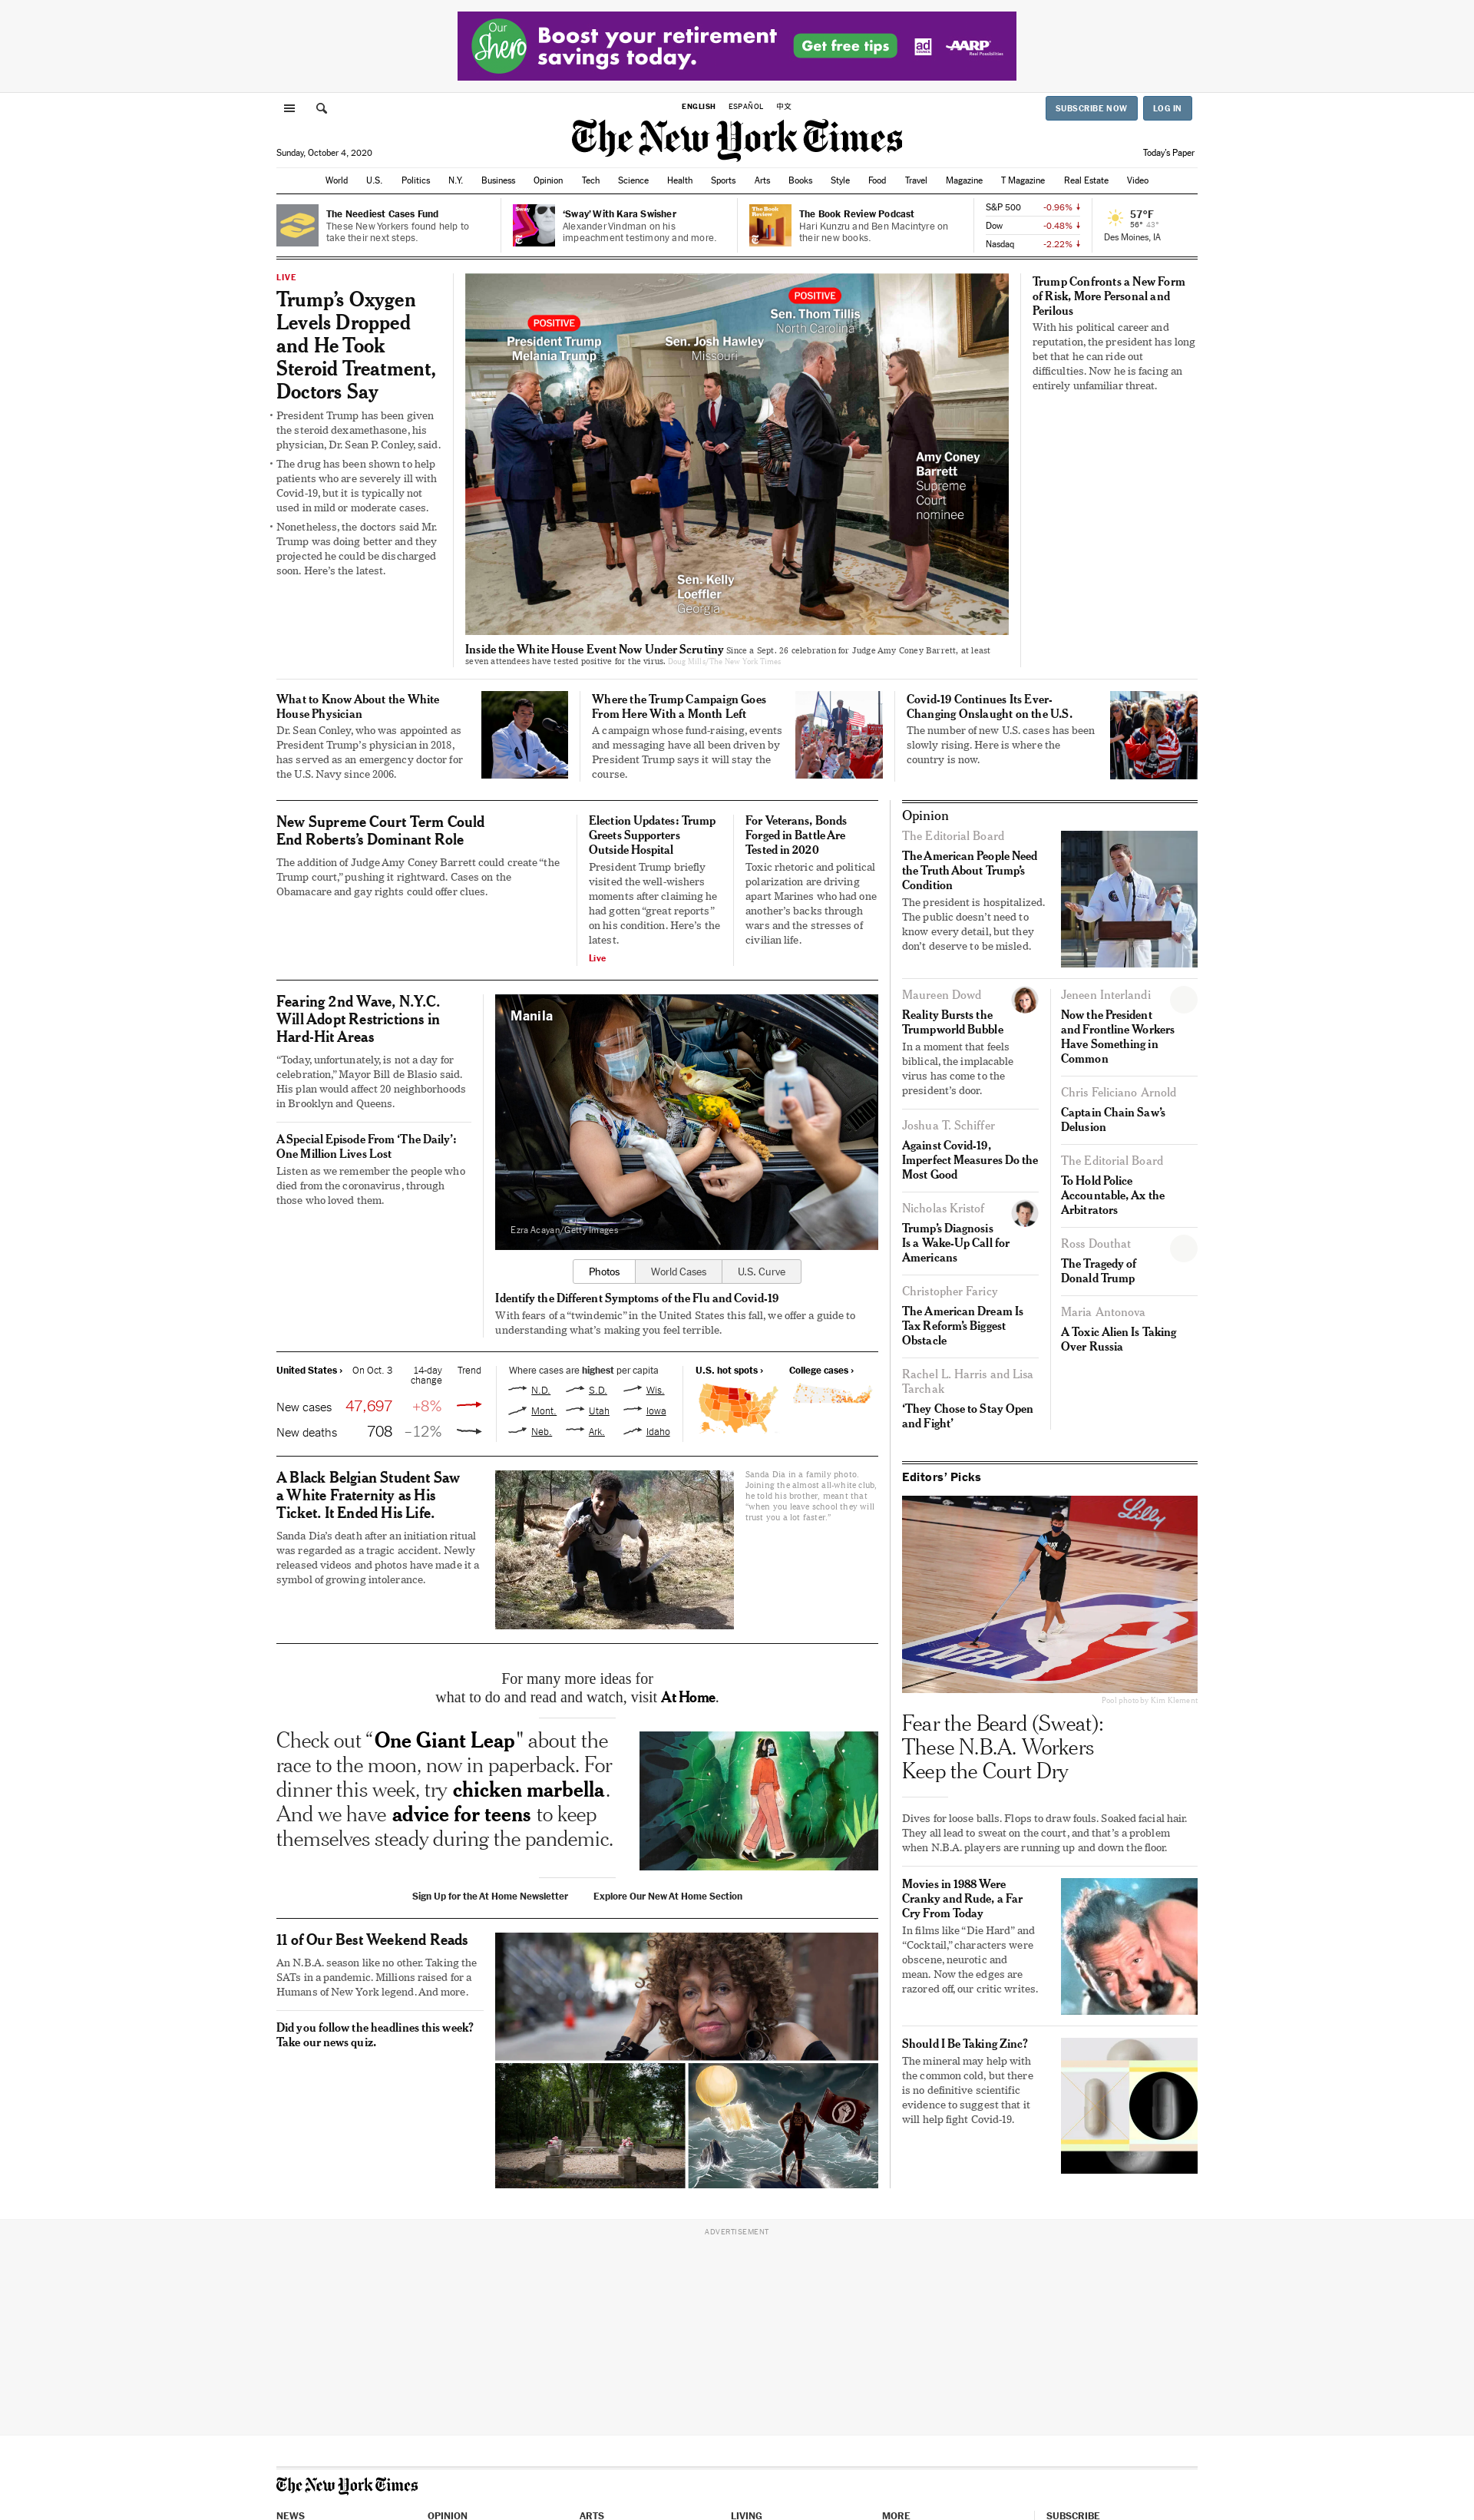 Our Shero
Boost your retirement
savings today.
Get free tips
ad
AARP
Real Possibilities
ENGLISH ESPAÑOL 中文
SUBSCRIBE NOW LOG IN
The New York Times
Sunday, October 4, 2020
Today's Paper
World U.S. Politics N.Y. Business Opinion Tech Science Health Sports Arts Books Style Food Travel Magazine T Magazine Real Estate Video
The Neediest Cases Fund
These New Yorkers found help to
take their next steps.
Sway
'Sway' With Kara Swisher
Alexander Vindman on his
impeachment testimony and more.
The Book
Review
The Book Review Podcast
Hari Kunzru and Ben Macintyre on
their new books.
S&P 500 -0.96% ↓
Dow -0.48% ↓
Nasdaq -2.22% ↓
57°F
56° 43°
Des Moines, IA
LIVE
Trump's Oxygen
Levels Dropped
and He Took
Steroid Treatment,
Doctors Say
• President Trump has been given
the steroid dexamethasone, his
physician, Dr. Sean P. Conley, said.
• The drug has been shown to help
patients who are severely ill with
Covid-19, but it is typically not
used in mild or moderate cases.
• Nonetheless, the doctors said Mr.
Trump was doing better and they
projected he could be discharged
soon. Here's the latest.
POSITIVE
President Trump
Melania Trump
Sen. Josh Hawley
Missouri
POSITIVE
Sen. Thom Tillis
North Carolina
Amy Coney
Barrett
Supreme
Court
nominee
Sen. Kelly
Loeffler
Georgia
Inside the White House Event Now Under Scrutiny Since a Sept. 26 celebration for Judge Amy Coney Barrett, at least
seven attendees have tested positive for the virus. Doug Mills/The New York Times
Trump Confronts a New Form
of Risk, More Personal and
Perilous
With his political career and
reputation, the president has long
bet that he can ride out
difficulties. Now he is facing an
entirely unfamiliar threat.
What to Know About the White
House Physician
Dr. Sean Conley, who was appointed as
President Trump's physician in 2018,
has served as an emergency doctor for
the U.S. Navy since 2006.
Where the Trump Campaign Goes
From Here With a Month Left
A campaign whose fund-raising, events
and messaging have all been driven by
President Trump says it will stay the
course.
Covid-19 Continues Its Ever-
Changing Onslaught on the U.S.
The number of new U.S. cases has been
slowly rising. Here is where the
country is now.
New Supreme Court Term Could
End Roberts's Dominant Role
The addition of Judge Amy Coney Barrett could create "the
Trump court," pushing it rightward. Cases on the
Obamacare and gay rights could offer clues.
Election Updates: Trump
Greets Supporters
Outside Hospital
President Trump briefly
visited the well-wishers
moments after claiming he
had gotten "great reports"
on his condition. Here's the
latest.
Live
For Veterans, Bonds
Forged in Battle Are
Tested in 2020
Toxic rhetoric and political
polarization are driving
apart Marines who had one
another's backs through
wars and the stresses of
civilian life.
Fearing 2nd Wave, N.Y.C.
Will Adopt Restrictions in
Hard-Hit Areas
"Today, unfortunately, is not a day for
celebration," Mayor Bill de Blasio said.
His plan would affect 20 neighborhoods
in Brooklyn and Queens.
A Special Episode From 'The Daily':
One Million Lives Lost
Listen as we remember the people who
died from the coronavirus, through
those who loved them.
Manila
Ezra Acayan/Getty Images
Photos World Cases U.S. Curve
Identify the Different Symptoms of the Flu and Covid-19
With fears of a "twindemic" in the United States this fall, we offer a guide to
understanding what's making you feel terrible.
United States › On Oct. 3 14-day Trend
change
New cases 47,697 +8%
New deaths 708 –12%
Where cases are highest per capita
N.D. S.D. Wis.
Mont. Utah Iowa
Neb. Ark. Idaho
U.S. hot spots › College cases ›
A Black Belgian Student Saw
a White Fraternity as His
Ticket. It Ended His Life.
Sanda Dia's death after an initiation ritual
was regarded as a tragic accident. Newly
released videos and photos have made it a
symbol of growing intolerance.
Sanda Dia in a family photo.
Joining the almost all-white club,
he told his brother, meant that
"when you leave school they will
trust you a lot faster."
For many more ideas for
what to do and read and watch, visit At Home.
Check out "One Giant Leap" about the
race to the moon, now in paperback. For
dinner this week, try chicken marbella.
And we have advice for teens to keep
themselves steady during the pandemic.
Sign Up for the At Home Newsletter Explore Our New At Home Section
11 of Our Best Weekend Reads
An N.B.A. season like no other. Taking the
SATs in a pandemic. Millions raised for a
Humans of New York legend. And more.
Did you follow the headlines this week?
Take our news quiz.
Opinion
The Editorial Board
The American People Need
the Truth About Trump's
Condition
The president is hospitalized.
The public doesn't need to
know every detail, but they
don't deserve to be misled.
Maureen Dowd
Reality Bursts the
Trumpworld Bubble
In a moment that feels
biblical, the implacable
virus has come to the
president's door.
Joshua T. Schiffer
Against Covid-19,
Imperfect Measures Do the
Most Good
Nicholas Kristof
Trump's Diagnosis
Is a Wake-Up Call for
Americans
Christopher Faricy
The American Dream Is
Tax Reform's Biggest
Obstacle
Rachel L. Harris and Lisa
Tarchak
'They Chose to Stay Open
and Fight'
Jeneen Interlandi
Now the President
and Frontline Workers
Have Something in
Common
Chris Feliciano Arnold
Captain Chain Saw's
Delusion
The Editorial Board
To Hold Police
Accountable, Ax the
Arbitrators
Ross Douthat
The Tragedy of
Donald Trump
Maria Antonova
A Toxic Alien Is Taking
Over Russia
Editors' Picks
Lilly
NBA
Pool photo by Kim Klement
Fear the Beard (Sweat):
These N.B.A. Workers
Keep the Court Dry
Dives for loose balls. Flops to draw fouls. Soaked facial hair.
They all lead to sweat on the court, and that's a problem
when N.B.A. players are running up and down the floor.
Movies in 1988 Were
Cranky and Rude, a Far
Cry From Today
In films like "Die Hard" and
"Cocktail," characters were
obscene, neurotic and
mean. Now the edges are
razored off, our critic writes.
Should I Be Taking Zinc?
The mineral may help with
the common cold, but there
is no definitive scientific
evidence to suggest that it
will help fight Covid-19.
ADVERTISEMENT
The New York Times
NEWS OPINION ARTS LIVING MORE SUBSCRIBE